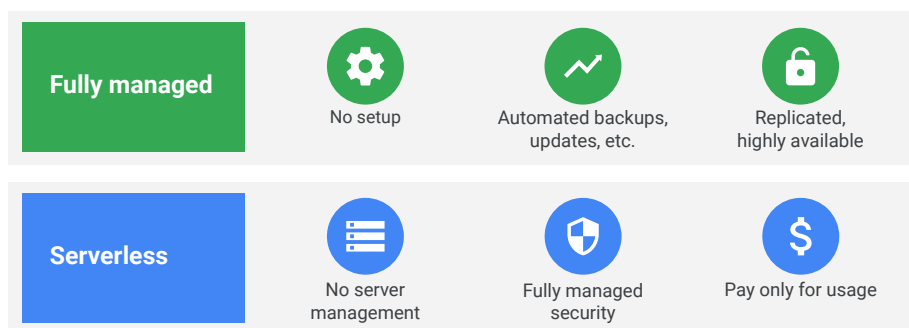 Fully managed
No setup
Automated backups,
updates, etc.
Replicated,
highly available
Serverless
No server
management
Fully managed
security
Pay only for usage